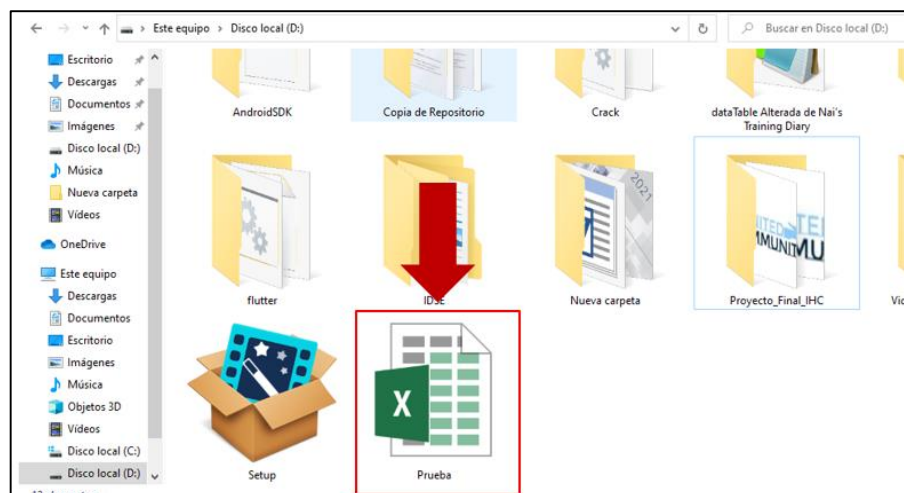 Este equipo > Disco local (D:)
Buscar en Disco local (D:)
Escritorio
Descargas
Documentos
Imágenes
Disco local (D:)
Música
Nueva carpeta
Vídeos
OneDrive
Este equipo
Descargas
Documentos
Escritorio
Imágenes
Música
Objetos 3D
Vídeos
Disco local (C:)
Disco local (D:)
AndroidSDK
Copia de Repositorio
Crack
dataTable Alterada de Nai's
Training Diary
2021
flutter
IDSE
Nueva carpeta
Proyecto_Final_IHC
Setup
X
Prueba